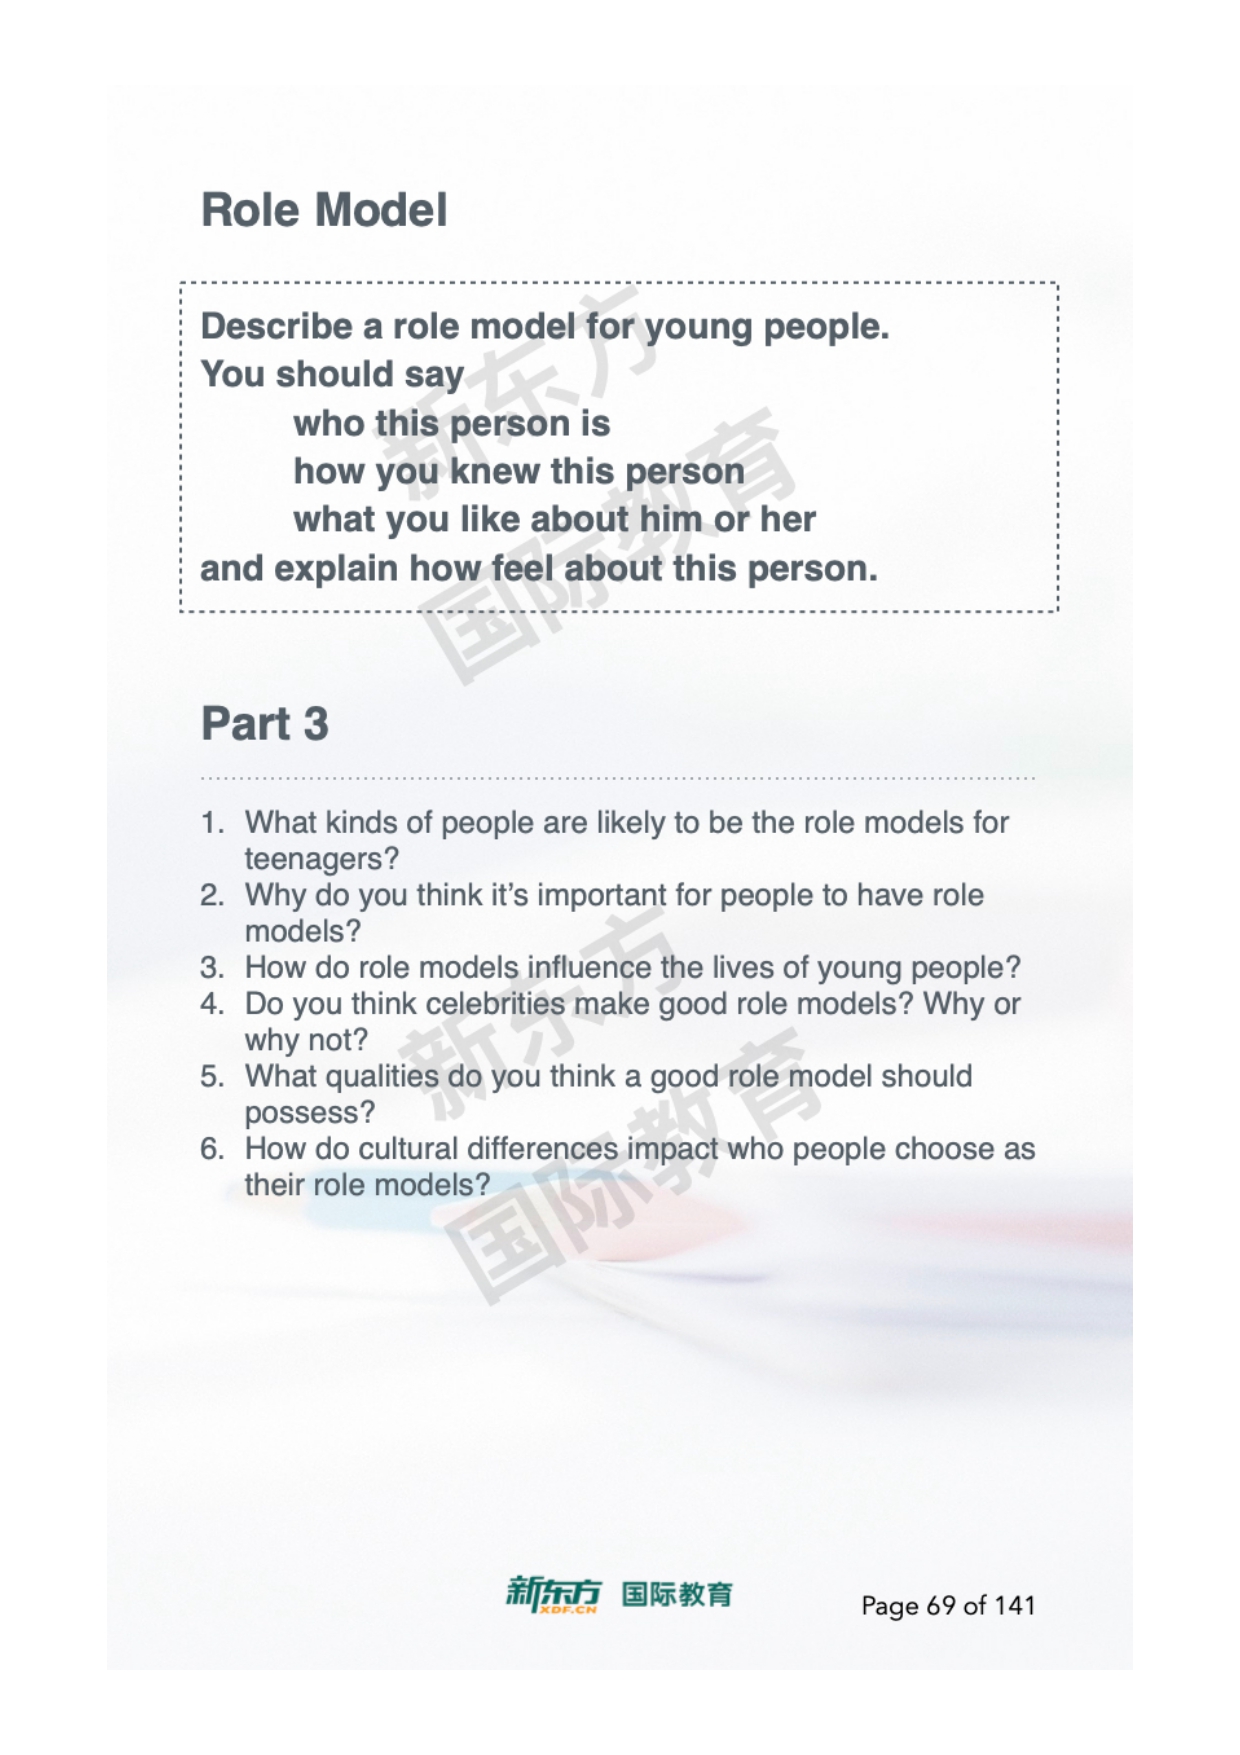 Role Model
Describe a role model for young people.
You should say
who this person is
how you knew this person
what you like about him or her
and explain how feel about this person.
新东方
国际教育
Part 3
1. What kinds of people are likely to be the role models for
teenagers?
2. Why do you think it’s important for people to have role
models?
3. How do role models influence the lives of young people?
4. Do you think celebrities make good role models? Why or
why not?
5. What qualities do you think a good role model should
possess?
6. How do cultural differences impact who people choose as
their role models?
新东方
国际教育
新东方 国际教育
XDF.CN
Page 69 of 141